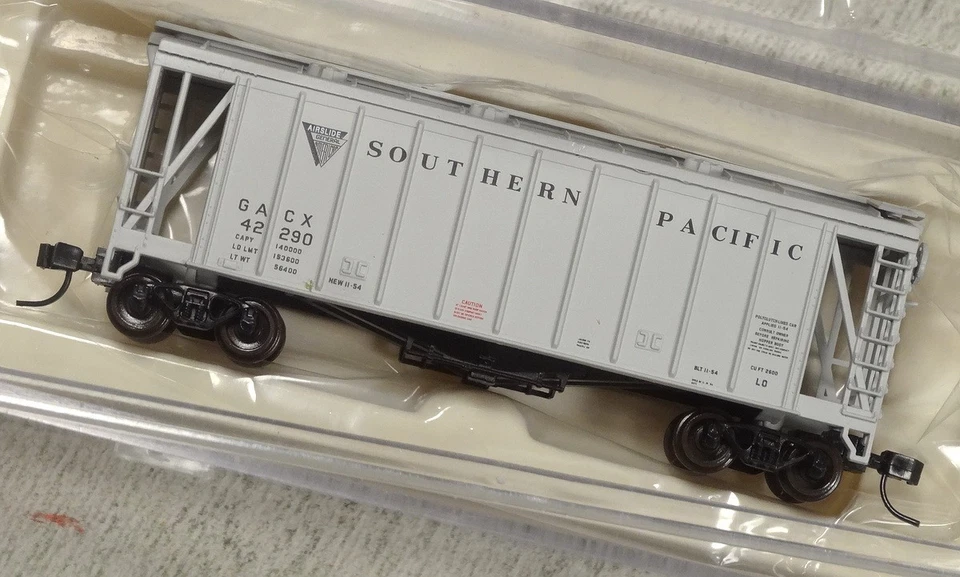 AIRSLIDE
SOUTHERN PACIFIC
GACX
42290
CAPY 140000
LD LMT 153600
LT WT 56400
NEW 11-54
CAUTION
BLT 11-54
CU FT 2600
LO